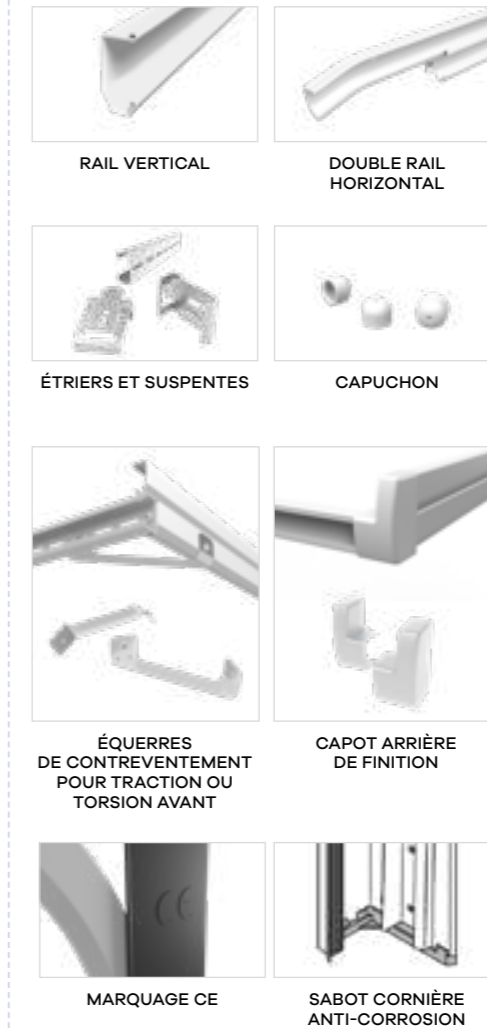 RAIL VERTICAL
DOUBLE RAIL
HORIZONTAL
ÉTRIERS ET SUSPENTES
CAPUCHON
ÉQUERRES
DE CONTREVENTEMENT
POUR TRACTION OU
TORSION AVANT
CAPOT ARRIÈRE
DE FINITION
CE
MARQUAGE CE
SABOT CORNIÈRE
ANTI-CORROSION